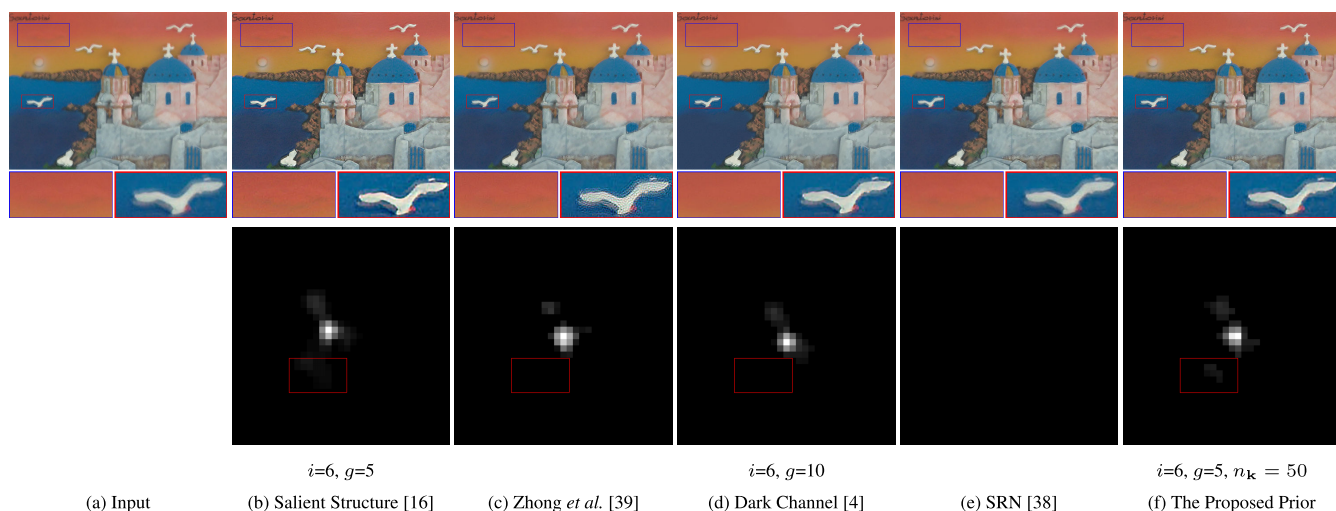 i=6, g=5
i=6, g=10
i=6, g=5, n_k = 50
(a) Input
(b) Salient Structure [16]
(c) Zhong et al. [39]
(d) Dark Channel [4]
(e) SRN [38]
(f) The Proposed Prior